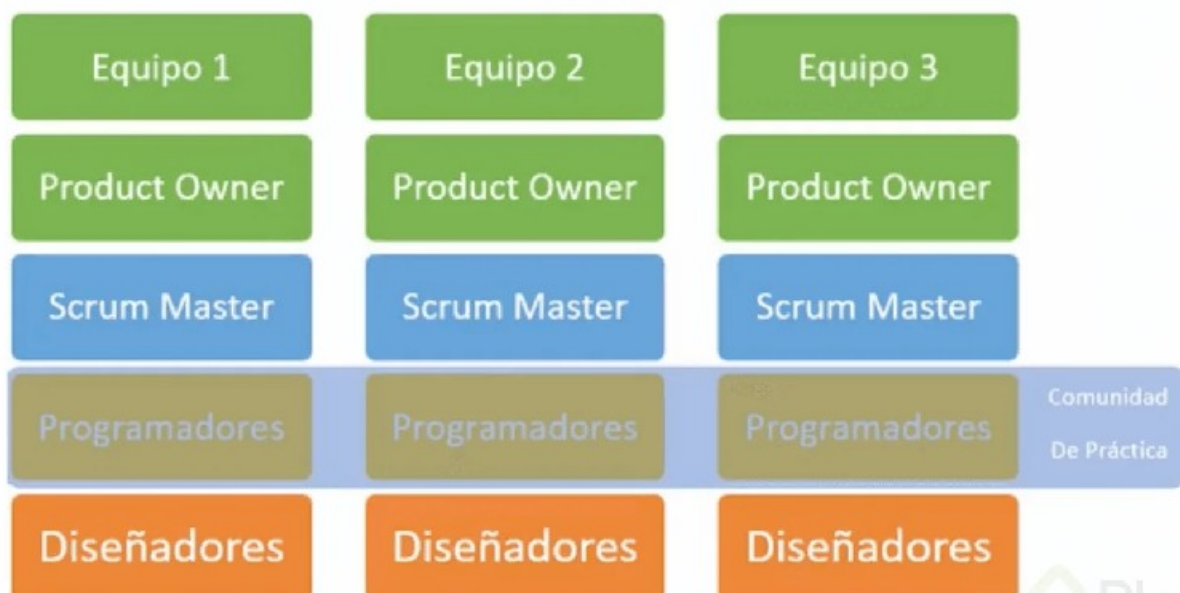 Equipo 1 Equipo 2 Equipo 3
Product Owner Product Owner Product Owner
Scrum Master Scrum Master Scrum Master
Programadores Programadores Programadores Comunidad
De Práctica
Diseñadores Diseñadores Diseñadores